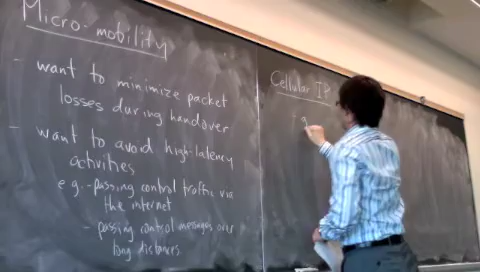 Micro-mobility
- want to minimize packet
losses during handover
- want to avoid high-latency
activities
e.g. - passing control traffic via
the internet
- passing control messages over
long distances
Cellular IP